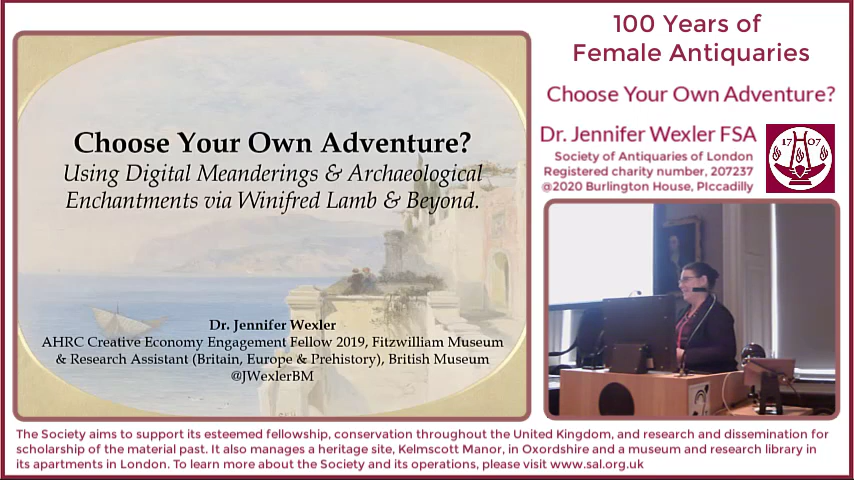 100 Years of
Female Antiquaries
Choose Your Own Adventure?
Dr. Jennifer Wexler FSA
17 07
Society of Antiquaries of London
Registered charity number, 207237
@2020 Burlington House, PIccadilly
Choose Your Own Adventure?
Using Digital Meanderings & Archaeological
Enchantments via Winifred Lamb & Beyond.
Dr. Jennifer Wexler
AHRC Creative Economy Engagement Fellow 2019, Fitzwilliam Museum
& Research Assistant (Britain, Europe & Prehistory), British Museum
@JWexlerBM
The Society aims to support its esteemed fellowship, conservation throughout the United Kingdom, and research and dissemination for
scholarship of the material past. It also manages a heritage site, Kelmscott Manor, in Oxordshire and a museum and research library in
its apartments in London. To learn more about the Society and its operations, please visit www.sal.org.uk